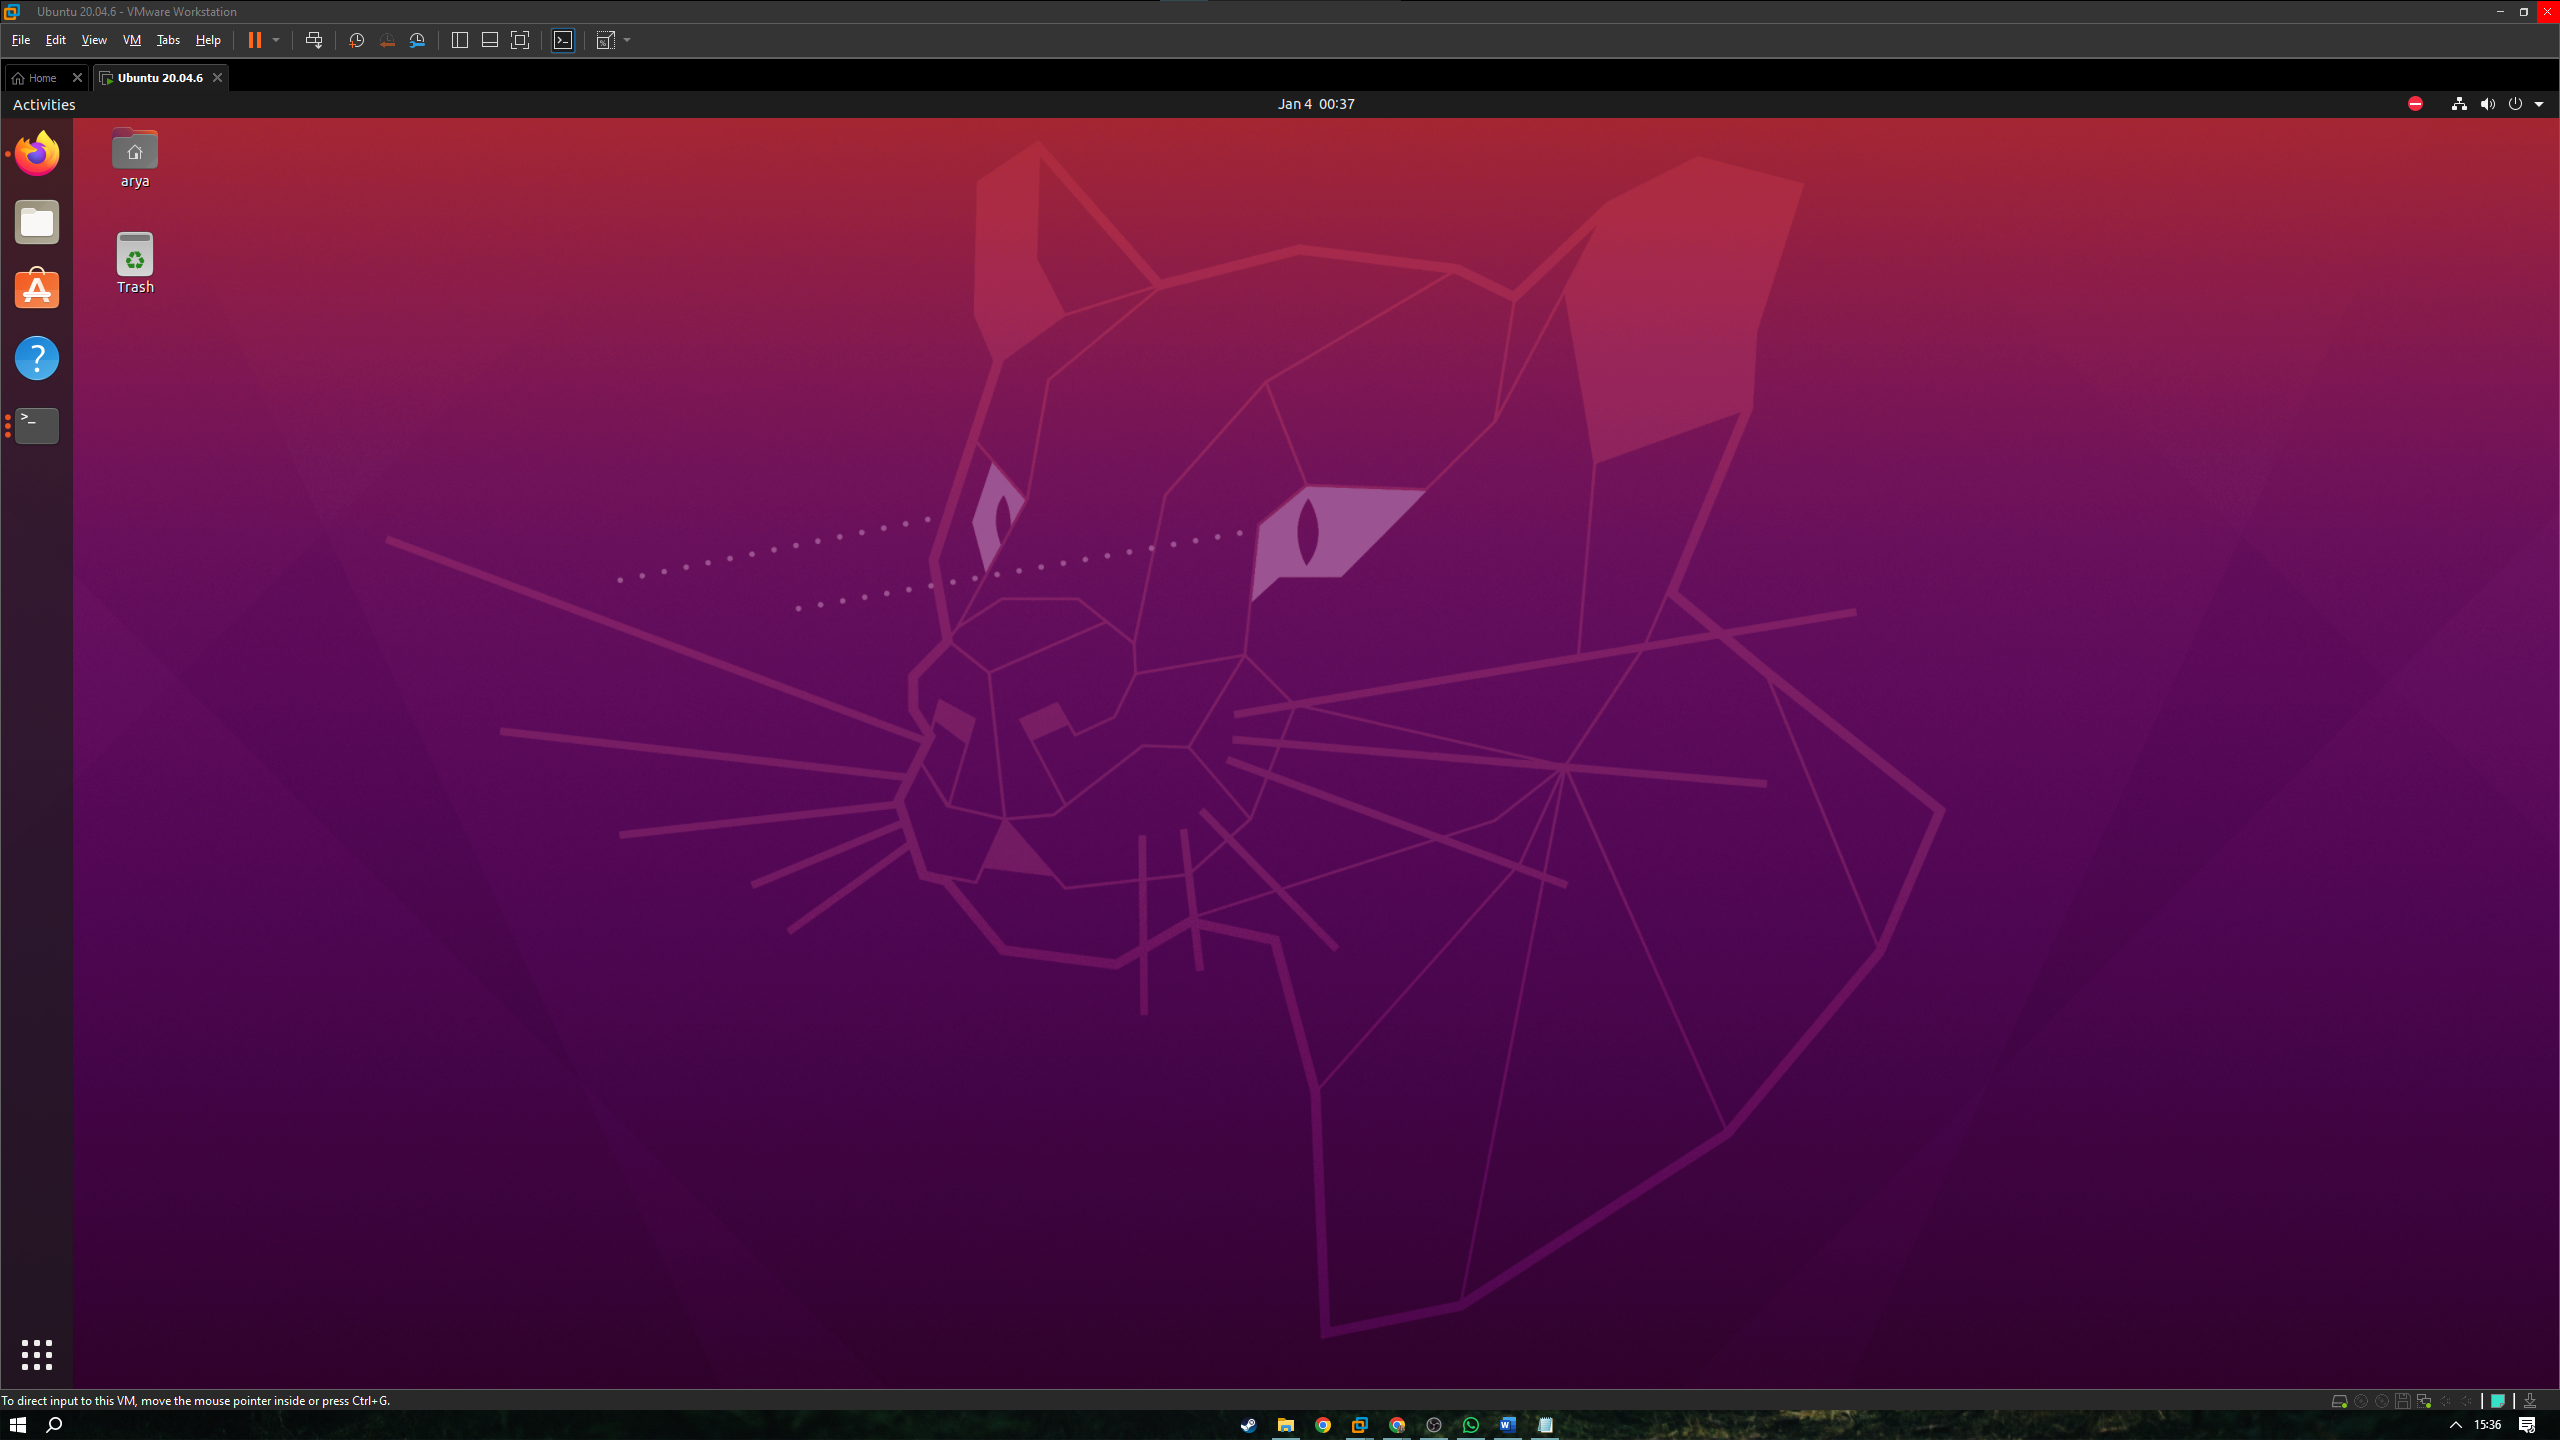 Ubuntu 20.04.6 - VMware Workstation
File Edit View VM Tabs Help
Home Ubuntu 20.04.6
Activities Jan 4 00:37
arya
Trash
To direct input to this VM, move the mouse pointer inside or press Ctrl+G.
15:36